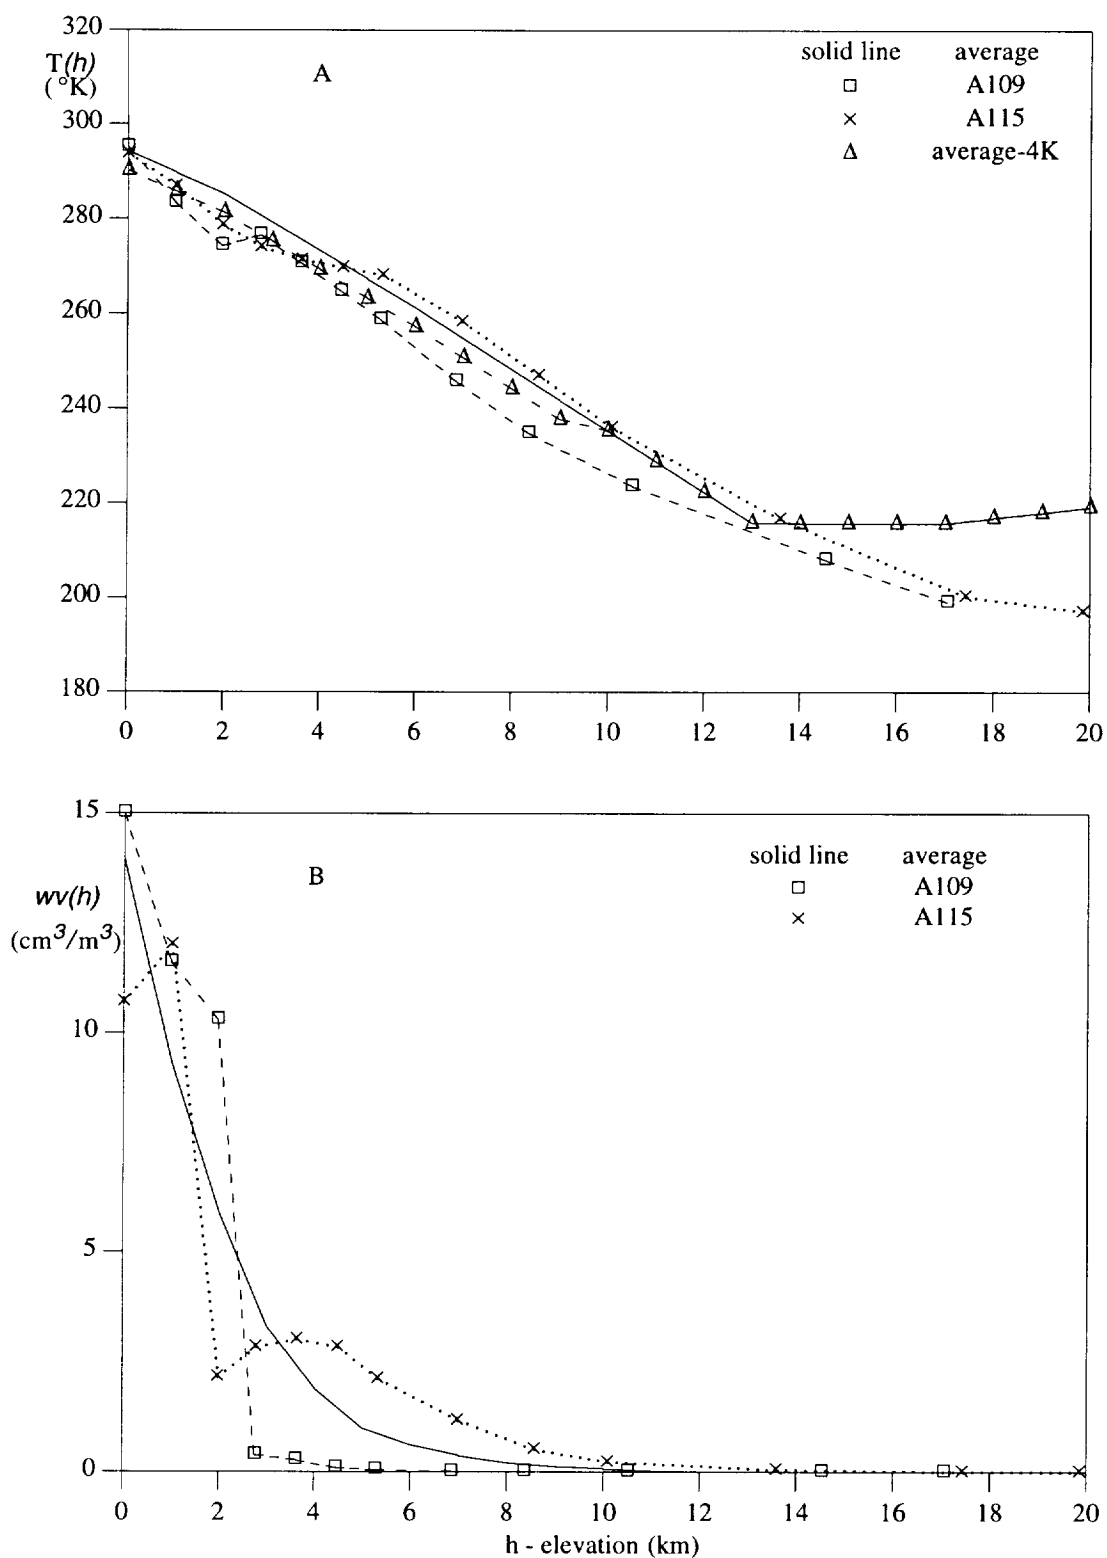 320
T(h)
(°K)
A
solid line average
A109
A115
average-4K
300
280
260
240
220
200
180
0 2 4 6 8 10 12 14 16 18 20
15
wv(h)
(cm³/m³)
B
solid line average
A109
A115
10
5
0
0 2 4 6 8 10 12 14 16 18 20
h - elevation (km)